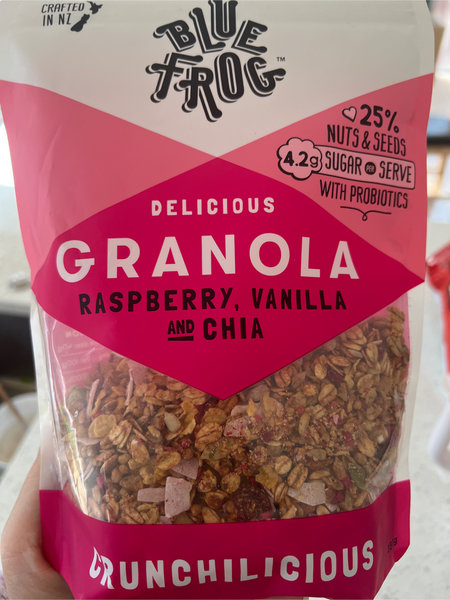 CRAFTED
IN NZ
BLUE
FROG™
25%
NUTS & SEEDS
4.2g SUGAR PER SERVE
WITH PROBIOTICS
DELICIOUS
GRANOLA
RASPBERRY, VANILLA
AND CHIA
CRUNCHILICIOUS